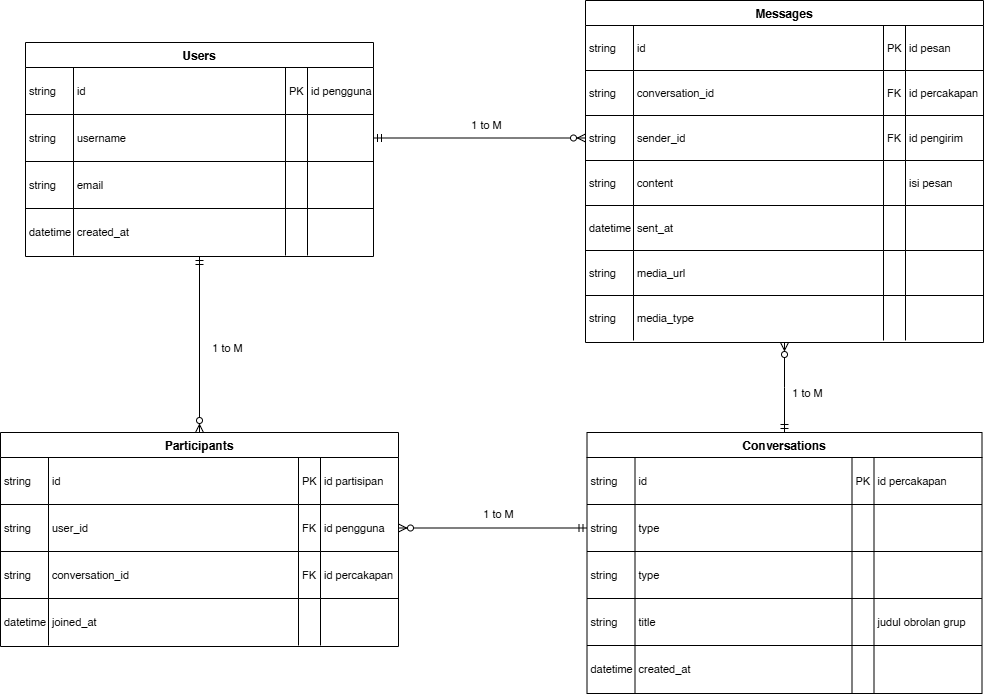 Users
string id PK id pengguna
string username
string email
datetime created_at
1 to M
Messages
string id PK id pesan
string conversation_id FK id percakapan
string sender_id FK id pengirim
string content isi pesan
datetime sent_at
string media_url
string media_type
1 to M
1 to M
Participants
string id PK id partisipan
string user_id FK id pengguna
string conversation_id FK id percakapan
datetime joined_at
1 to M
Conversations
string id PK id percakapan
string type
string type
string title judul obrolan grup
datetime created_at